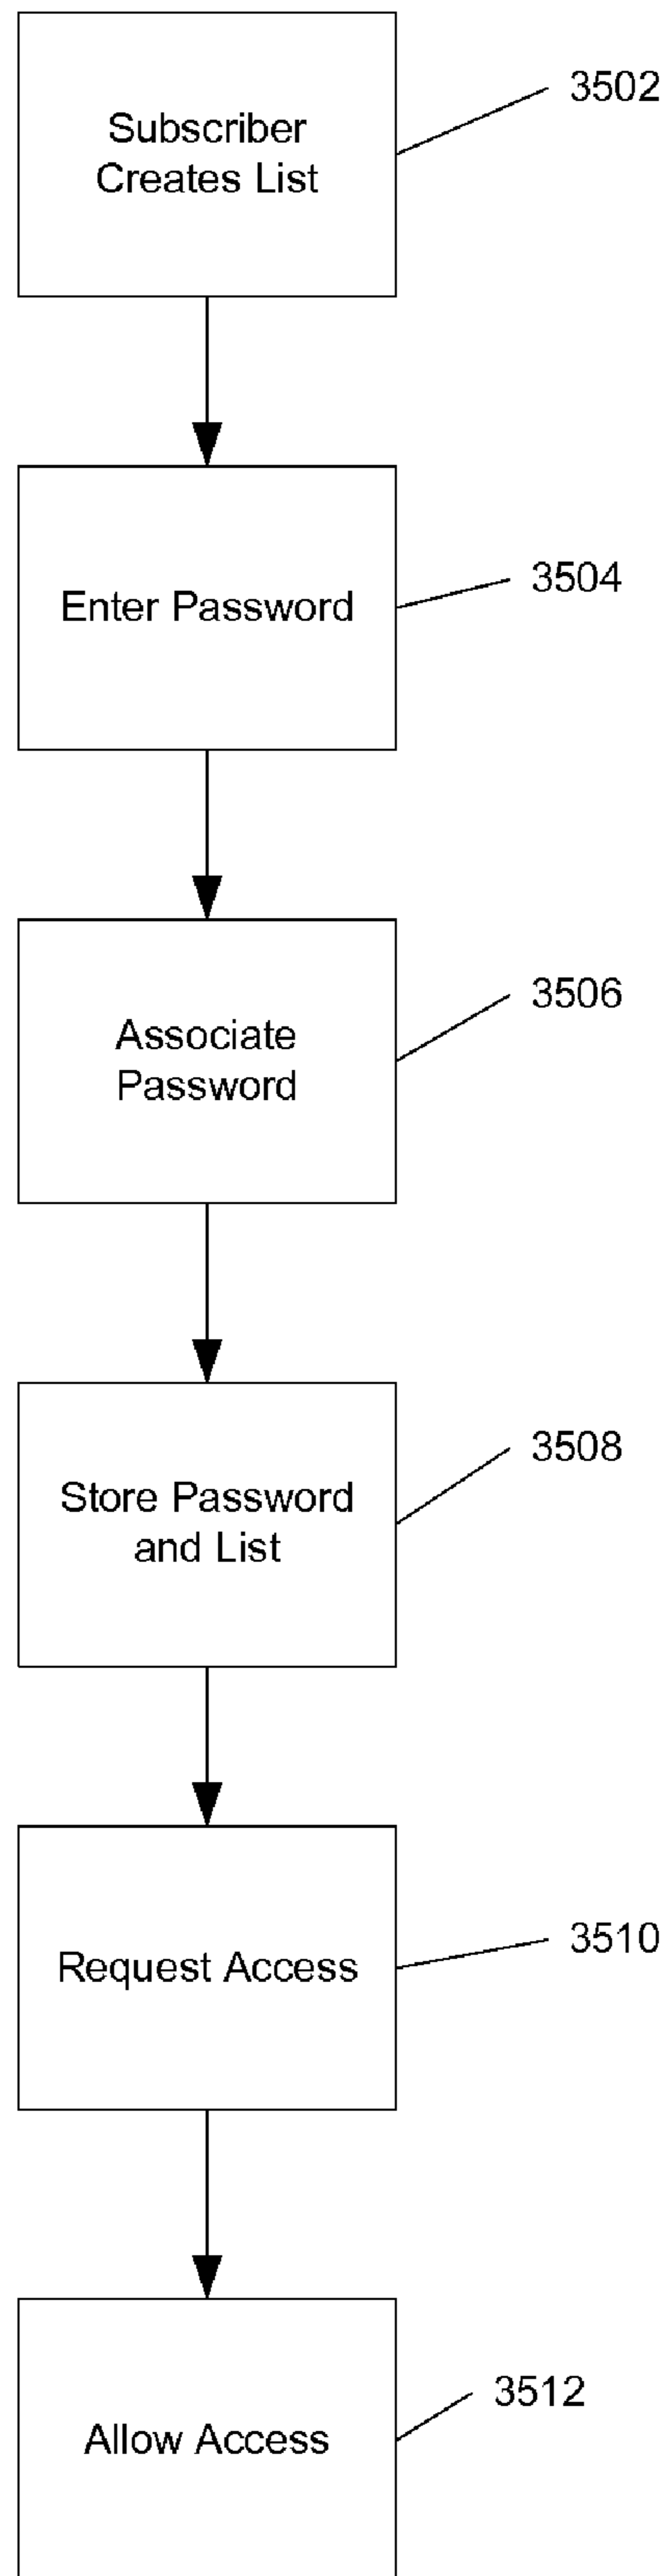 Subscriber
Creates List
3502
Enter Password
3504
Associate
Password
3506
Store Password
and List
3508
Request Access
3510
Allow Access
3512